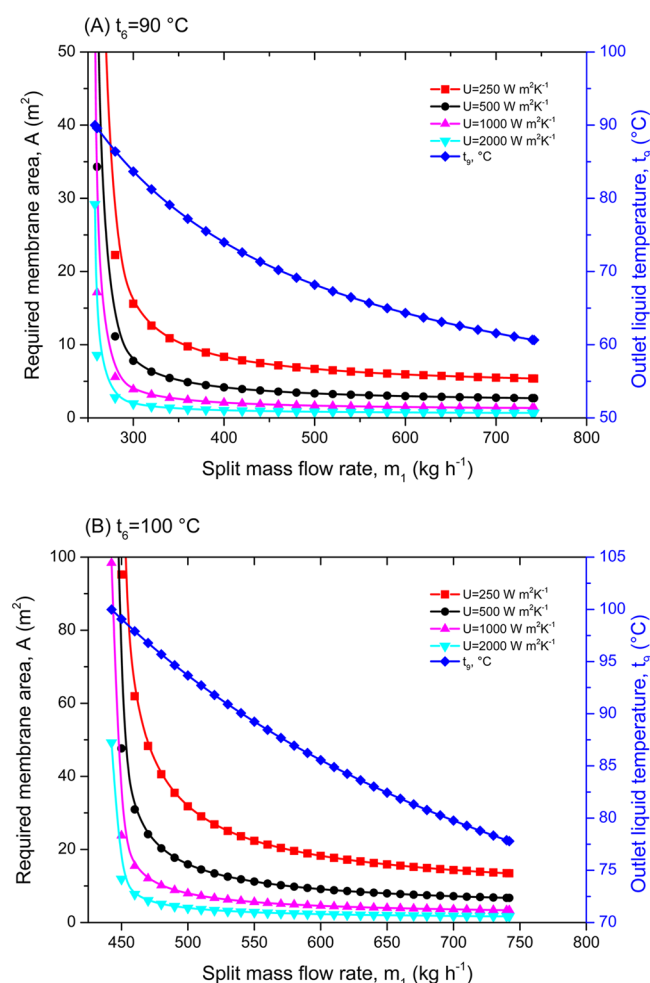 (A) t₆=90 °C
50
40
30
20
10
0
Required membrane area, A (m²)
100
90
80
70
60
50
Outlet liquid temperature, t₉ (°C)
U=250 W m²K⁻¹
U=500 W m²K⁻¹
U=1000 W m²K⁻¹
U=2000 W m²K⁻¹
t₉, °C
300 400 500 600 700 800
Split mass flow rate, m₁ (kg h⁻¹)
(B) t₆=100 °C
100
80
60
40
20
0
Required membrane area, A (m²)
105
100
95
90
85
80
75
70
Outlet liquid temperature, t₉ (°C)
U=250 W m²K⁻¹
U=500 W m²K⁻¹
U=1000 W m²K⁻¹
U=2000 W m²K⁻¹
t₉, °C
450 500 550 600 650 700 750 800
Split mass flow rate, m₁ (kg h⁻¹)